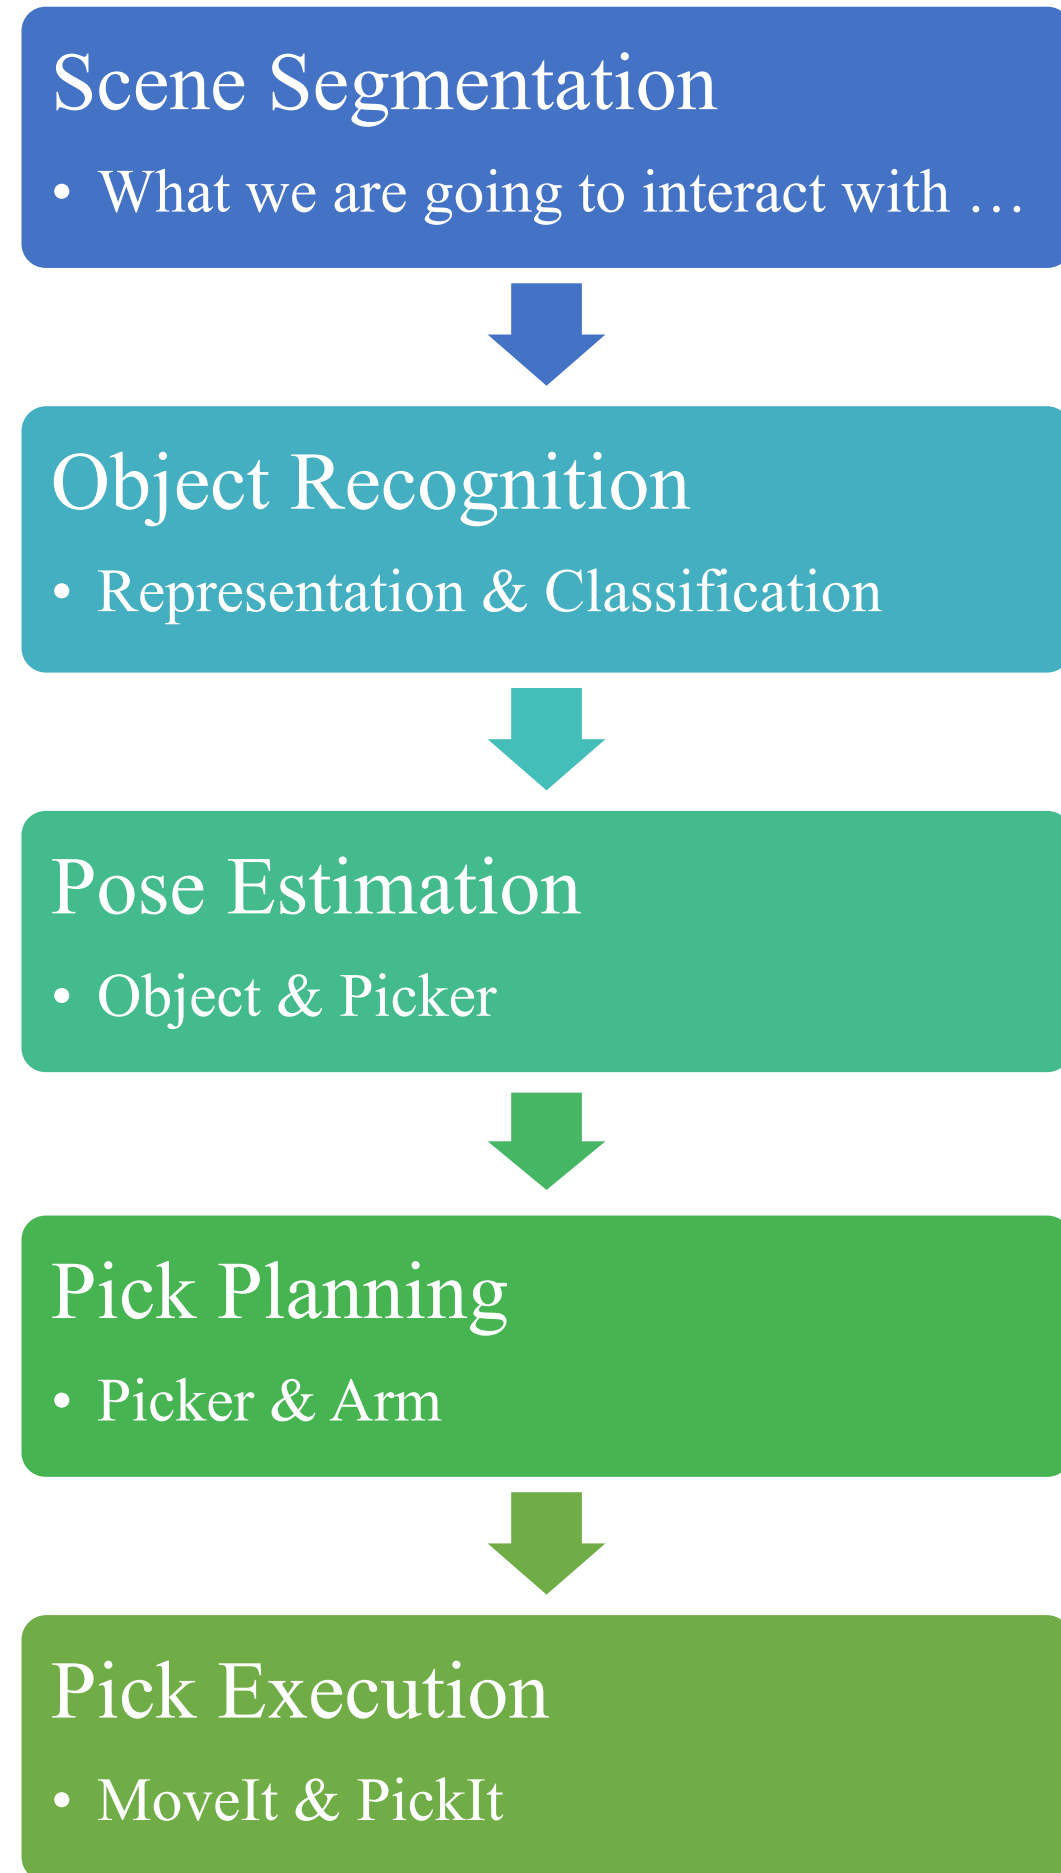 Scene Segmentation
• What we are going to interact with …
Object Recognition
• Representation & Classification
Pose Estimation
• Object & Picker
Pick Planning
• Picker & Arm
Pick Execution
• MoveIt & PickIt